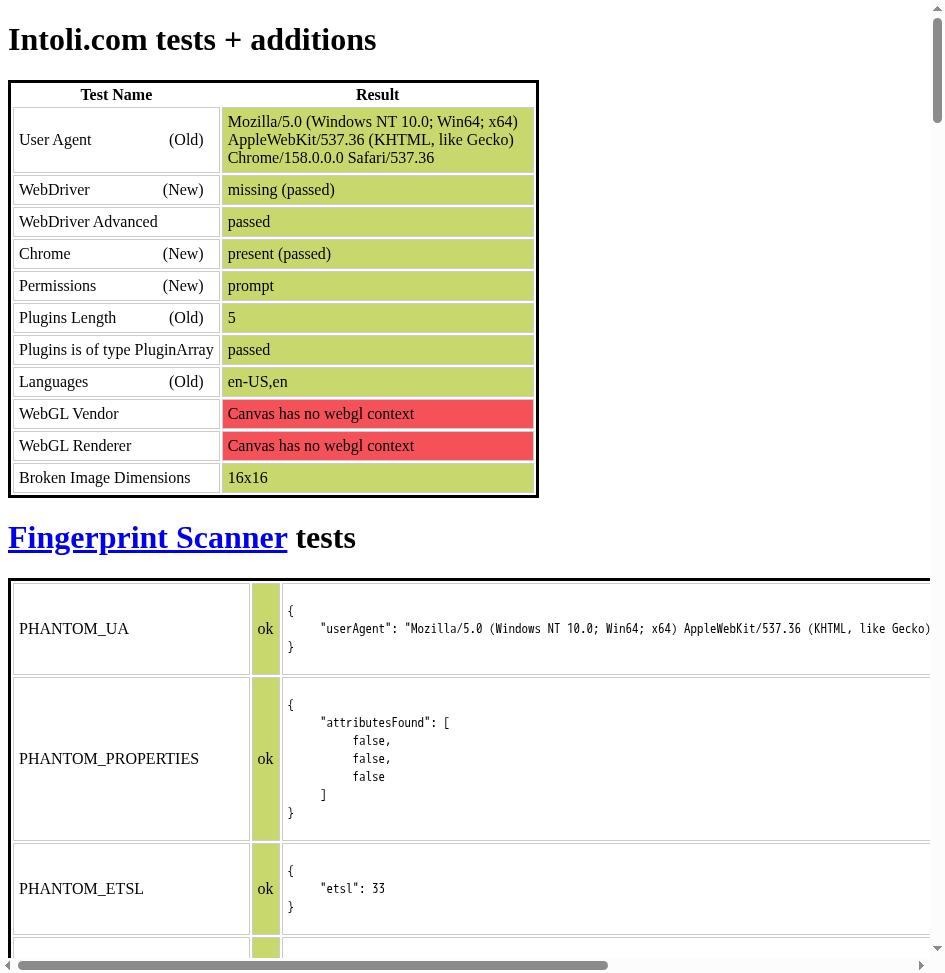 Intoli.com tests + additions
Test Name Result
User Agent (Old) Mozilla/5.0 (Windows NT 10.0; Win64; x64)
AppleWebKit/537.36 (KHTML, like Gecko)
Chrome/158.0.0.0 Safari/537.36
WebDriver (New) missing (passed)
WebDriver Advanced passed
Chrome (New) present (passed)
Permissions (New) prompt
Plugins Length (Old) 5
Plugins is of type PluginArray passed
Languages (Old) en-US,en
WebGL Vendor Canvas has no webgl context
WebGL Renderer Canvas has no webgl context
Broken Image Dimensions 16x16
Fingerprint Scanner tests
PHANTOM_UA ok {
"userAgent": "Mozilla/5.0 (Windows NT 10.0; Win64; x64) AppleWebKit/537.36 (KHTML, like Gecko)
}
PHANTOM_PROPERTIES ok {
"attributesFound": [
false,
false,
false
]
}
PHANTOM_ETSL ok {
"etsl": 33
}